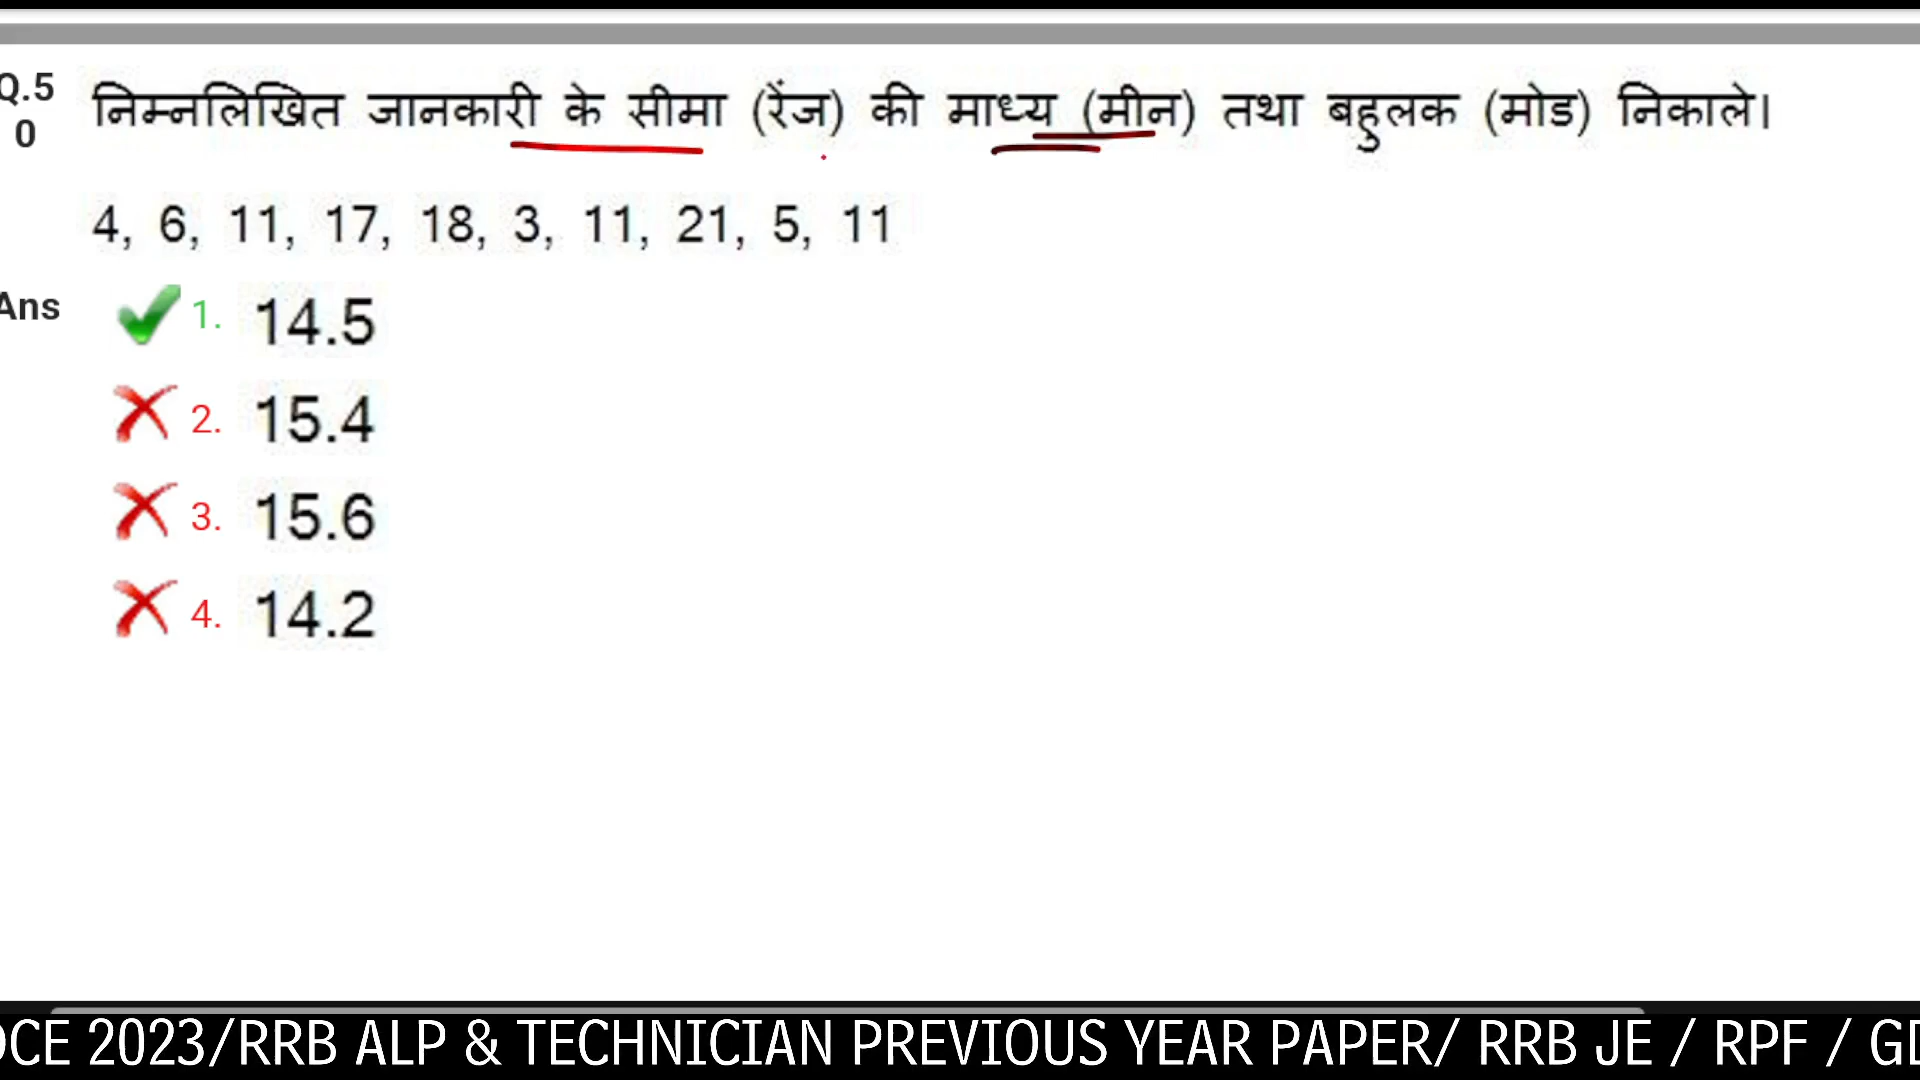 Q.5
0
निम्नलिखित जानकारी के सीमा (रेंज) की माध्य (मीन) तथा बहुलक (मोड) निकाले।
4, 6, 11, 17, 18, 3, 11, 21, 5, 11
Ans
1. 14.5
2. 15.4
3. 15.6
4. 14.2
DCE 2023/RRB ALP & TECHNICIAN PREVIOUS YEAR PAPER/ RRB JE / RPF /